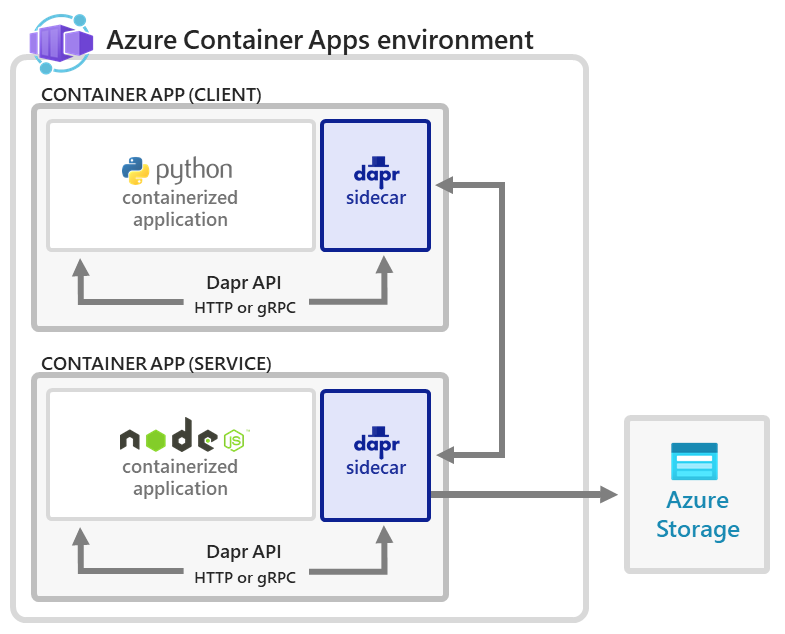 Azure Container Apps environment
CONTAINER APP (CLIENT)
python
containerized
application
dapr
sidecar
Dapr API
HTTP or gRPC
CONTAINER APP (SERVICE)
node
JS
containerized
application
dapr
sidecar
Dapr API
HTTP or gRPC
Azure
Storage